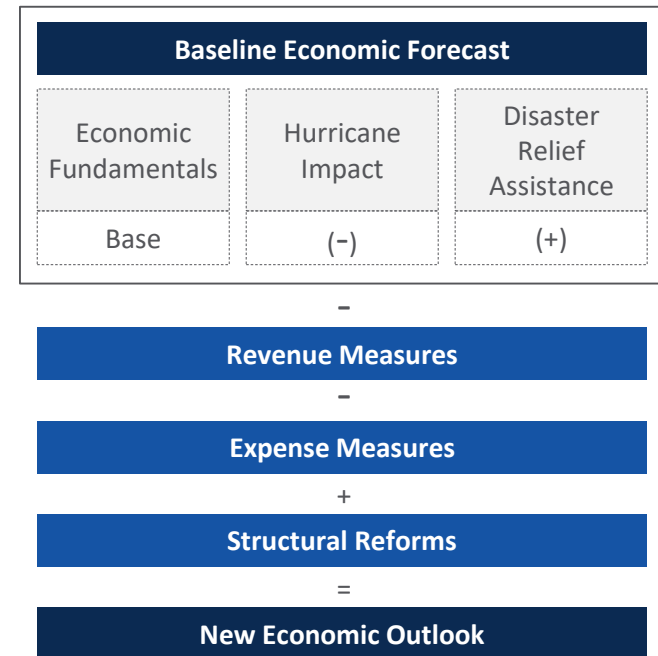 Baseline Economic Forecast
Economic
Fundamentals
Hurricane
Impact
Disaster
Relief
Assistance
Base
(-)
(+)
-
Revenue Measures
-
Expense Measures
+
Structural Reforms
=
New Economic Outlook